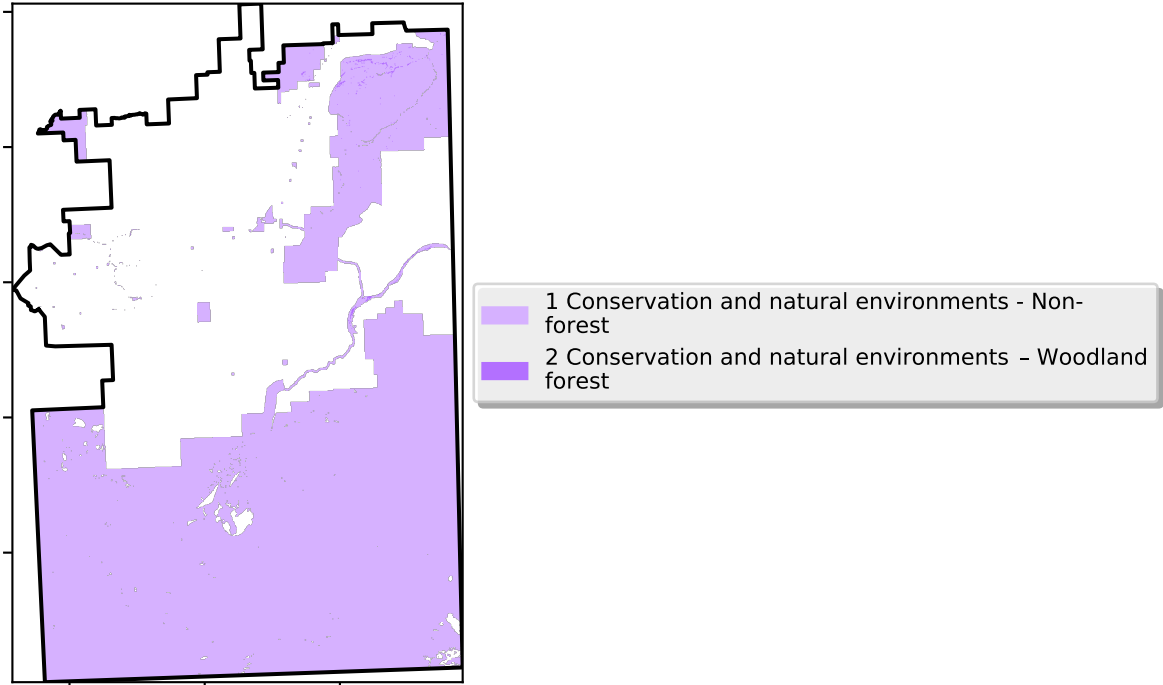 1 Conservation and natural environments - Non-
forest
2 Conservation and natural environments – Woodland
forest